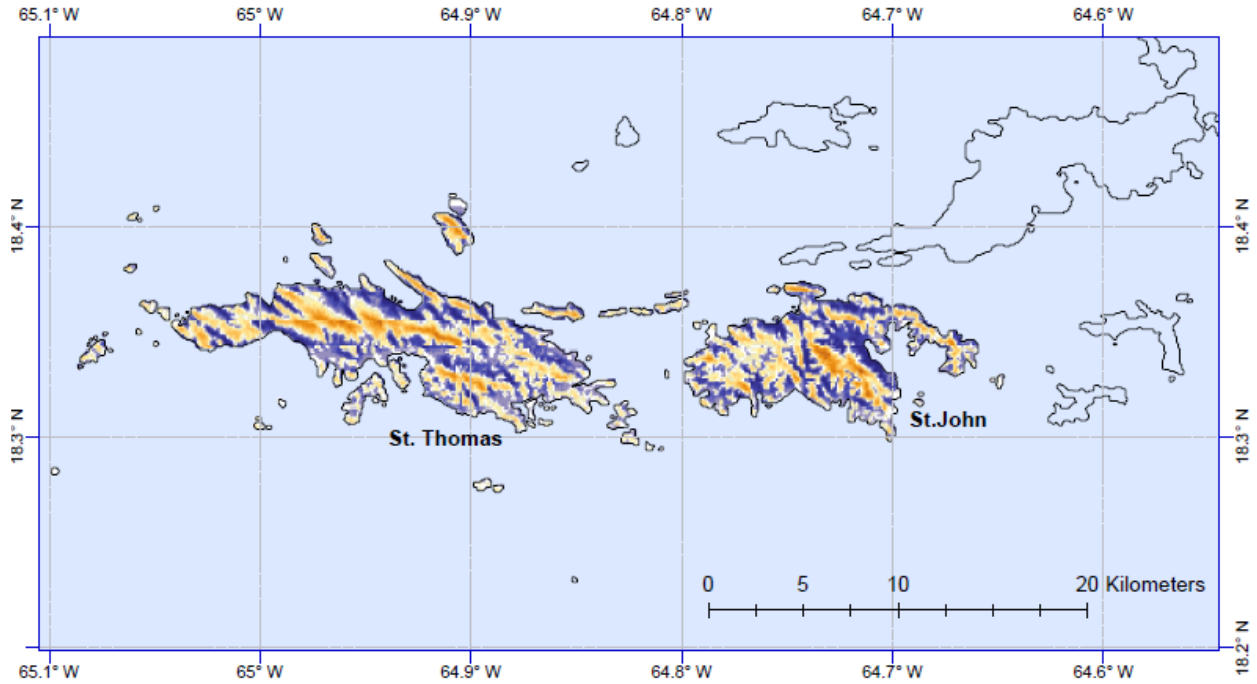 65.1° W 65° W 64.9° W 64.8° W 64.7° W 64.6° W
18.4° N 18.4° N
St. Thomas St.John
18.3° N 18.3° N
0 5 10 20 Kilometers
18.2° N
65.1° W 65° W 64.9° W 64.8° W 64.7° W 64.6° W